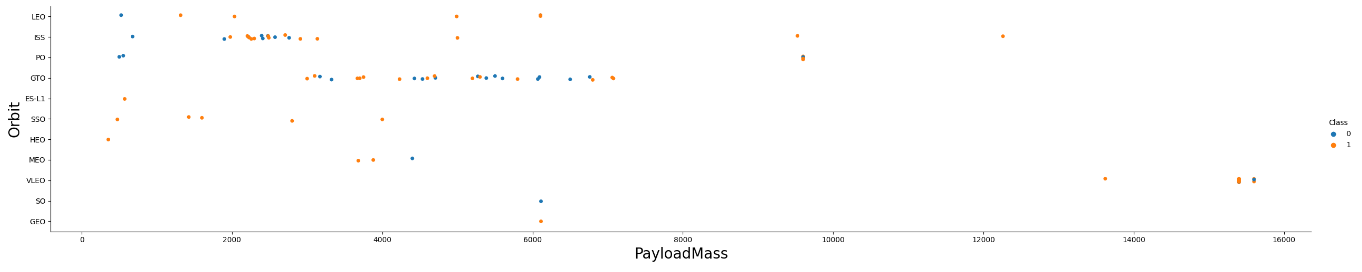 LEO
ISS
PO
GTO
ES-L1
SSO
HEO
MEO
VLEO
SO
GEO
Orbit
0 2000 4000 6000 8000 10000 12000 14000 16000
PayloadMass
Class
0
1